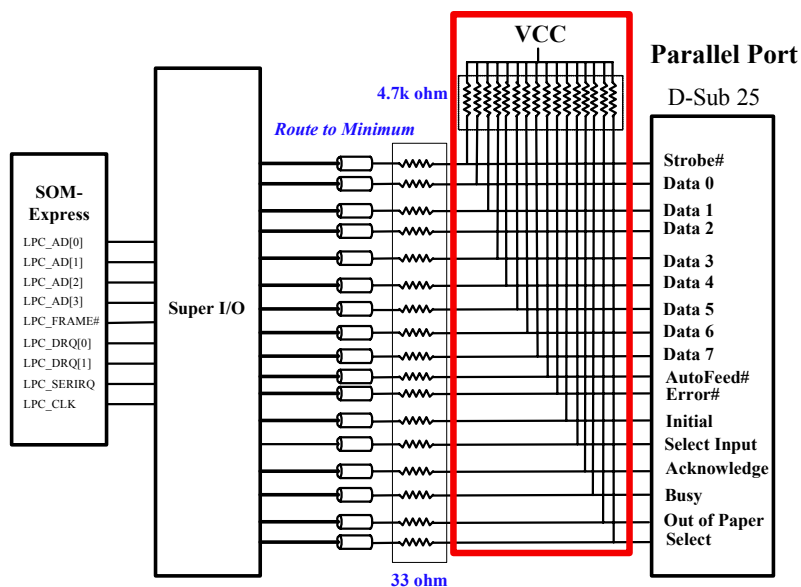 VCC
Parallel Port
4.7k ohm
D-Sub 25
Route to Minimum
Strobe#
Data 0
SOM-
Express
Data 1
Data 2
LPC_AD[0]
LPC_AD[1]
Data 3
LPC_AD[2]
Data 4
LPC_AD[3]
Super I/O
Data 5
LPC_FRAME#
Data 6
LPC_DRQ[0]
Data 7
LPC_DRQ[1]
AutoFeed#
LPC_SERIRQ
Error#
LPC_CLK
Initial
Select Input
Acknowledge
Busy
Out of Paper
Select
33 ohm